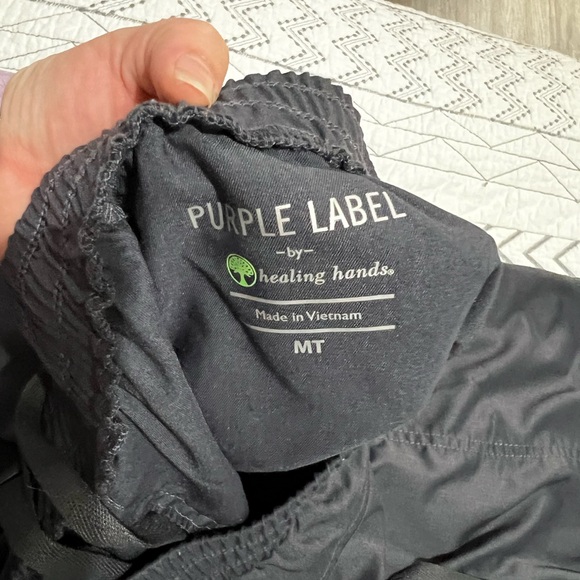 PURPLE LABEL
-by-
healing hands®
Made in Vietnam
MT